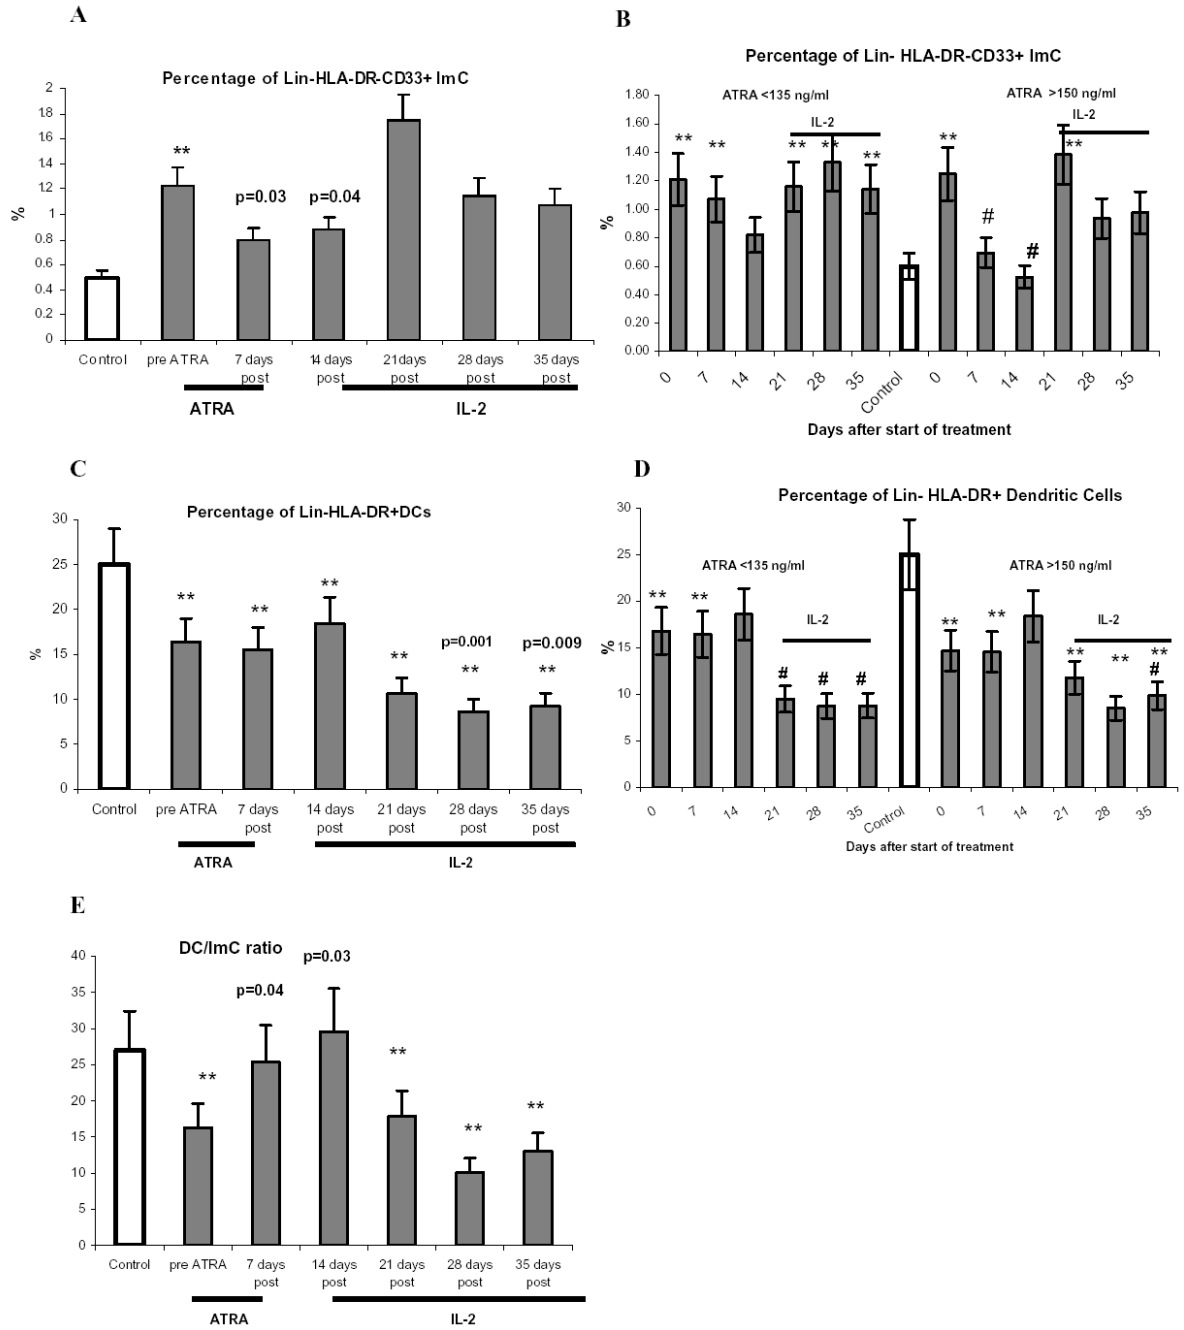 A
Percentage of Lin-HLA-DR-CD33+ ImC
2
1.8
1.6
1.4
1.2
1
0.8
0.6
0.4
0.2
0
%
**
p=0.03
p=0.04
Control
pre ATRA
7 days
post
14 days
post
21days
post
28 days
post
35 days
post
ATRA
IL-2
B
Percentage of Lin- HLA-DR-CD33+ ImC
ATRA <135 ng/ml
ATRA >150 ng/ml
IL-2
IL-2
1.80
1.60
1.40
1.20
1.00
0.80
0.60
0.40
0.20
0.00
%
**
**
**
**
**
**
#
#
**
0
7
14
21
28
35
Control
0
7
14
21
28
35
Days after start of treatment
C
Percentage of Lin-HLA-DR+DCs
30
25
20
15
10
5
0
%
**
**
**
**
p=0.001
**
p=0.009
**
Control
pre ATRA
7 days
post
14 days
post
21 days
post
28 days
post
35 days
post
ATRA
IL-2
D
Percentage of Lin- HLA-DR+ Dendritic Cells
ATRA <135 ng/ml
ATRA >150 ng/ml
IL-2
IL-2
30
25
20
15
10
5
0
%
**
**
#
#
#
**
**
**
**
**
#
0
7
14
21
28
35
Control
0
7
14
21
28
35
Days after start of treatment
E
DC/ImC ratio
40
35
30
25
20
15
10
5
0
**
p=0.04
p=0.03
**
**
**
Control
pre ATRA
7 days
post
14 days
post
21 days
post
28 days
post
35 days
post
ATRA
IL-2